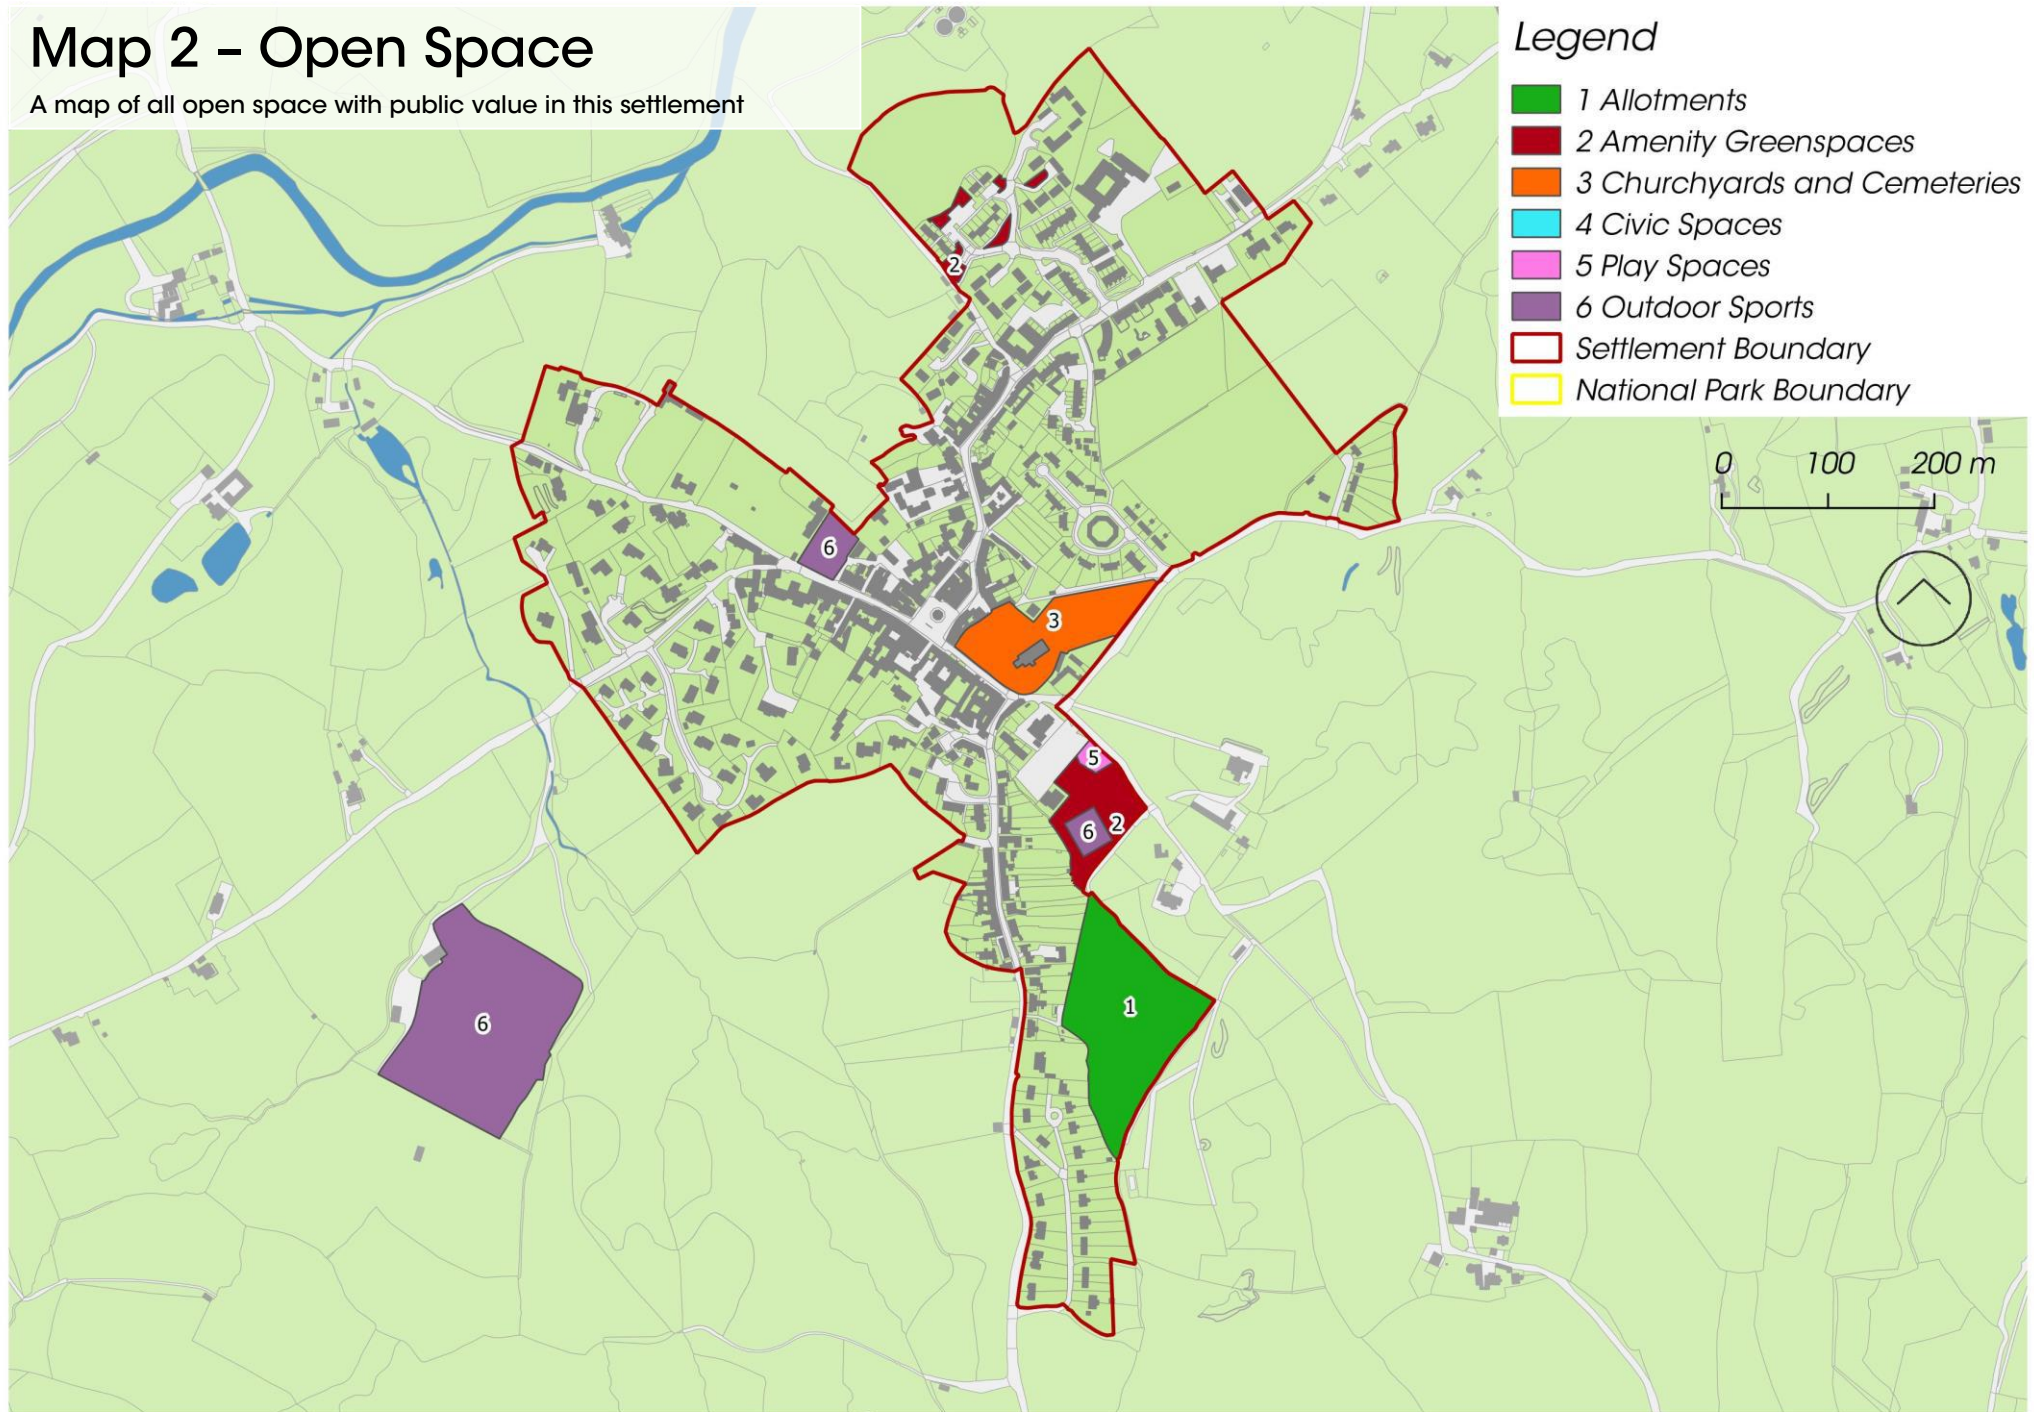 Map 2 – Open Space
A map of all open space with public value in this settlement
Legend
1 Allotments
2 Amenity Greenspaces
3 Churchyards and Cemeteries
4 Civic Spaces
5 Play Spaces
6 Outdoor Sports
Settlement Boundary
National Park Boundary
0 100 200 m
2
6
3
5
2
6
1
6